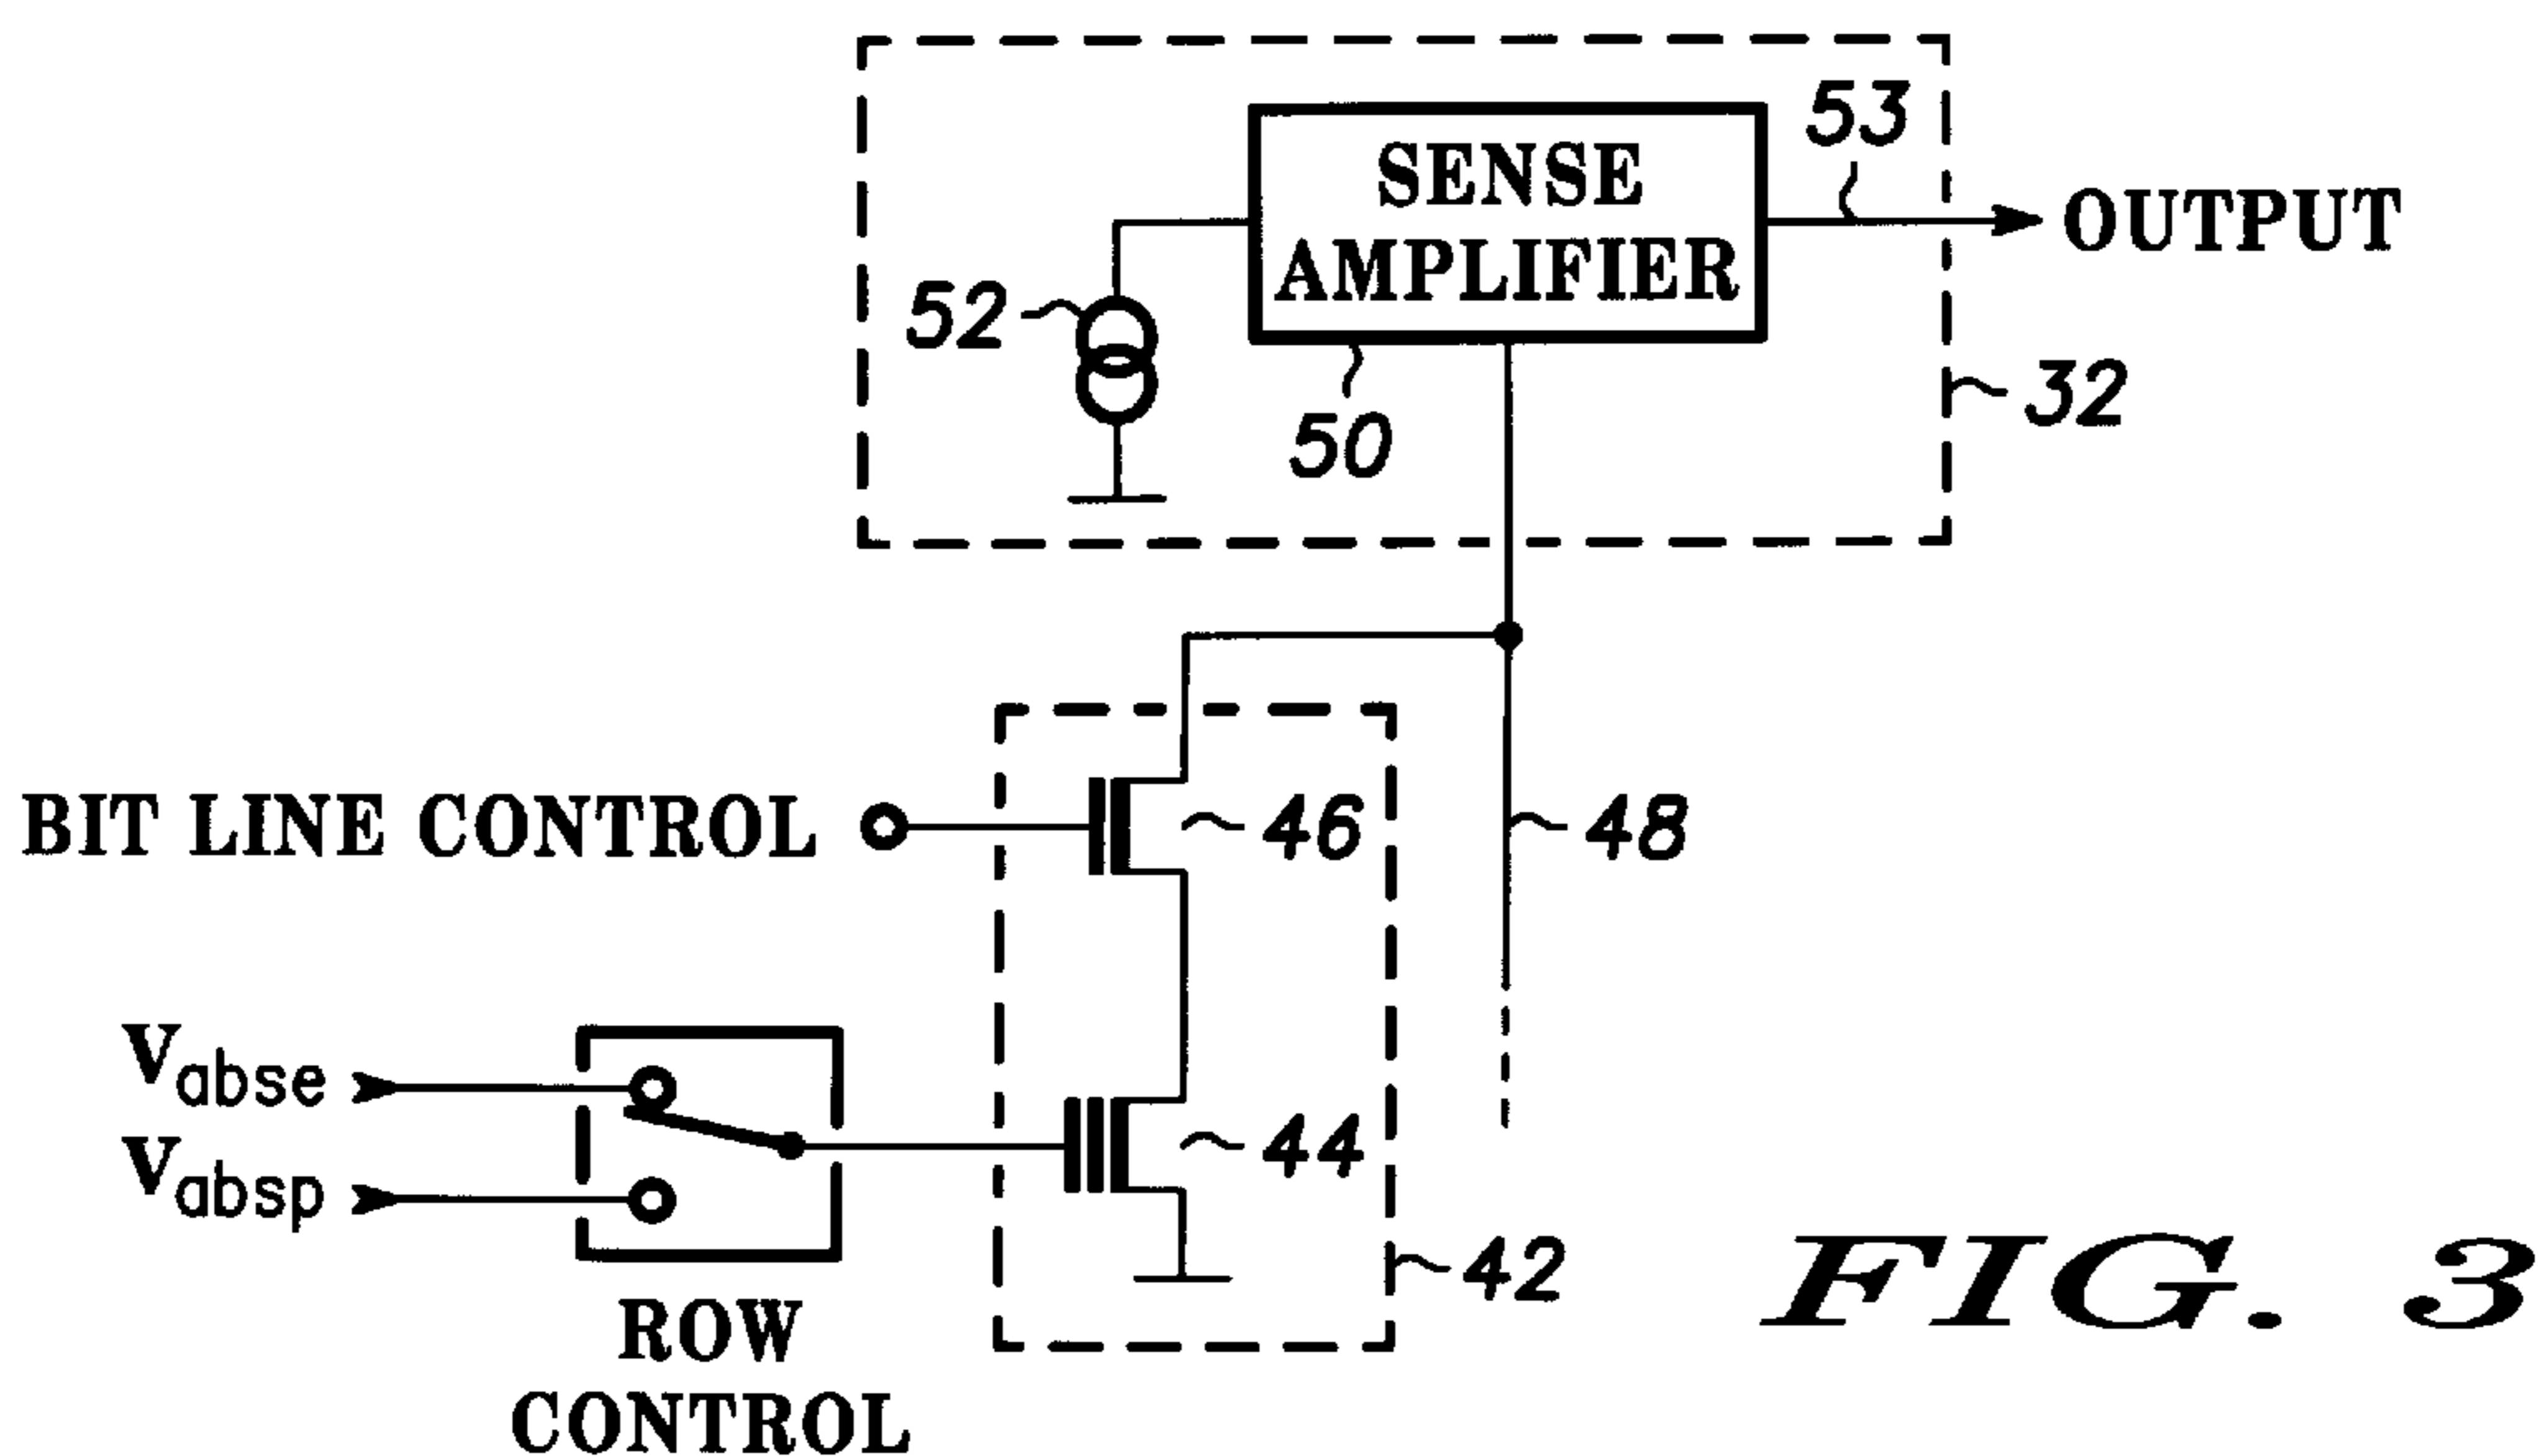 SENSE
AMPLIFIER
53
OUTPUT
52
50
32
BIT LINE CONTROL
46
48
Vabse
Vabsp
44
42
ROW
CONTROL
FIG. 3